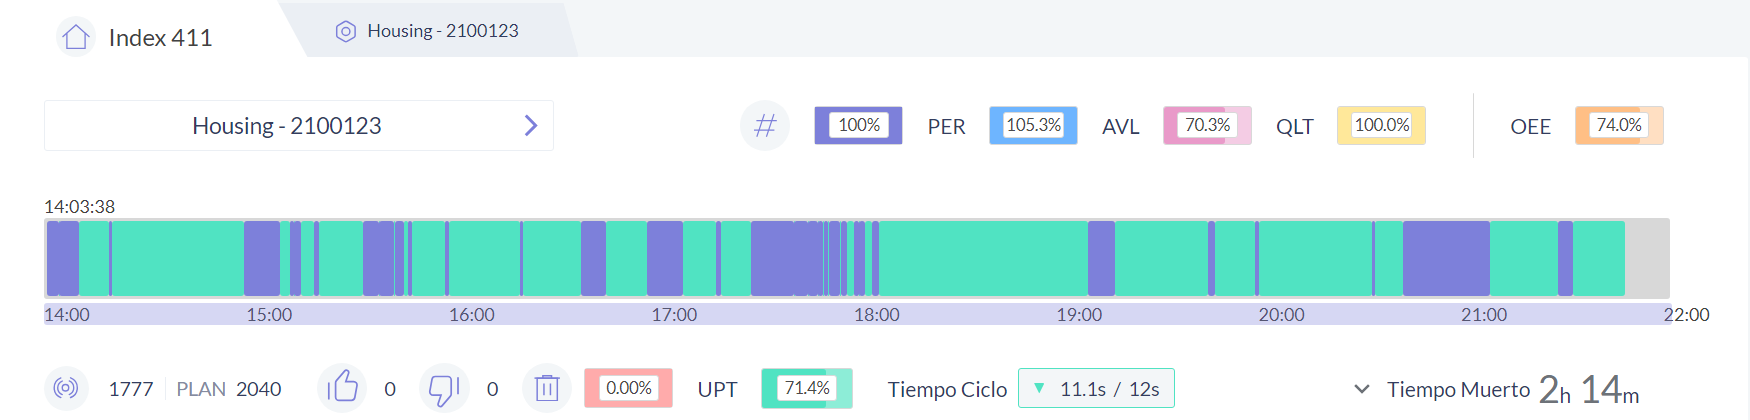 Index 411
Housing - 2100123
Housing - 2100123
100% PER 105.3% AVL 70.3% QLT 100.0% OEE 74.0%
14:03:38
14:00 15:00 16:00 17:00 18:00 19:00 20:00 21:00 22:00
1777 PLAN 2040 0 0 0.00% UPT 71.4% Tiempo Ciclo 11.1s / 12s Tiempo Muerto 2h 14m